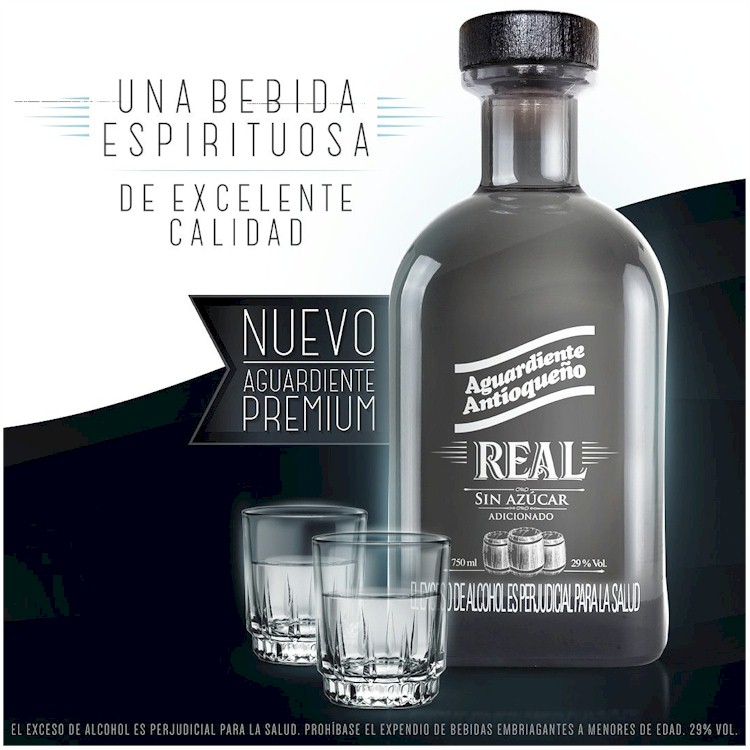 UNA BEBIDA
ESPIRITUOSA
DE EXCELENTE
CALIDAD
NUEVO
AGUARDIENTE
PREMIUM
Aguardiente
Antioqueño
REAL
SIN AZÚCAR
ADICIONADO
750 ml 29% Vol.
EL EXCESO DE ALCOHOL ES PERJUDICIAL PARA LA SALUD
EL EXCESO DE ALCOHOL ES PERJUDICIAL PARA LA SALUD. PROHÍBASE EL EXPENDIO DE BEBIDAS EMBRIAGANTES A MENORES DE EDAD. 29% VOL.